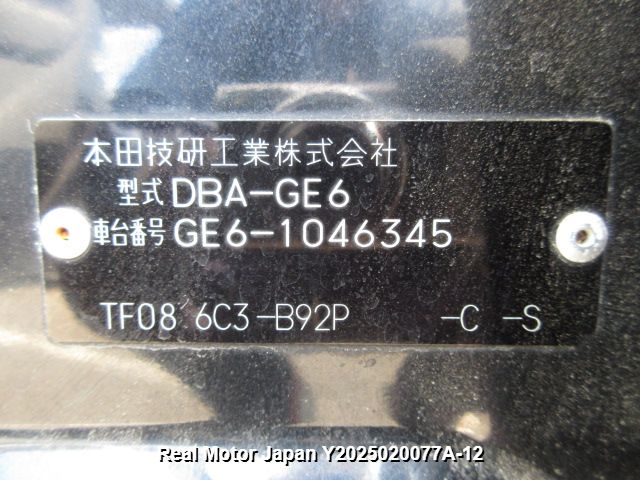 本田技研工業株式会社
型式 DBA-GE6
車台番号 GE6-1046345
TF08 6C3-B92P -C -S
Real Motor Japan Y2025020077A-12